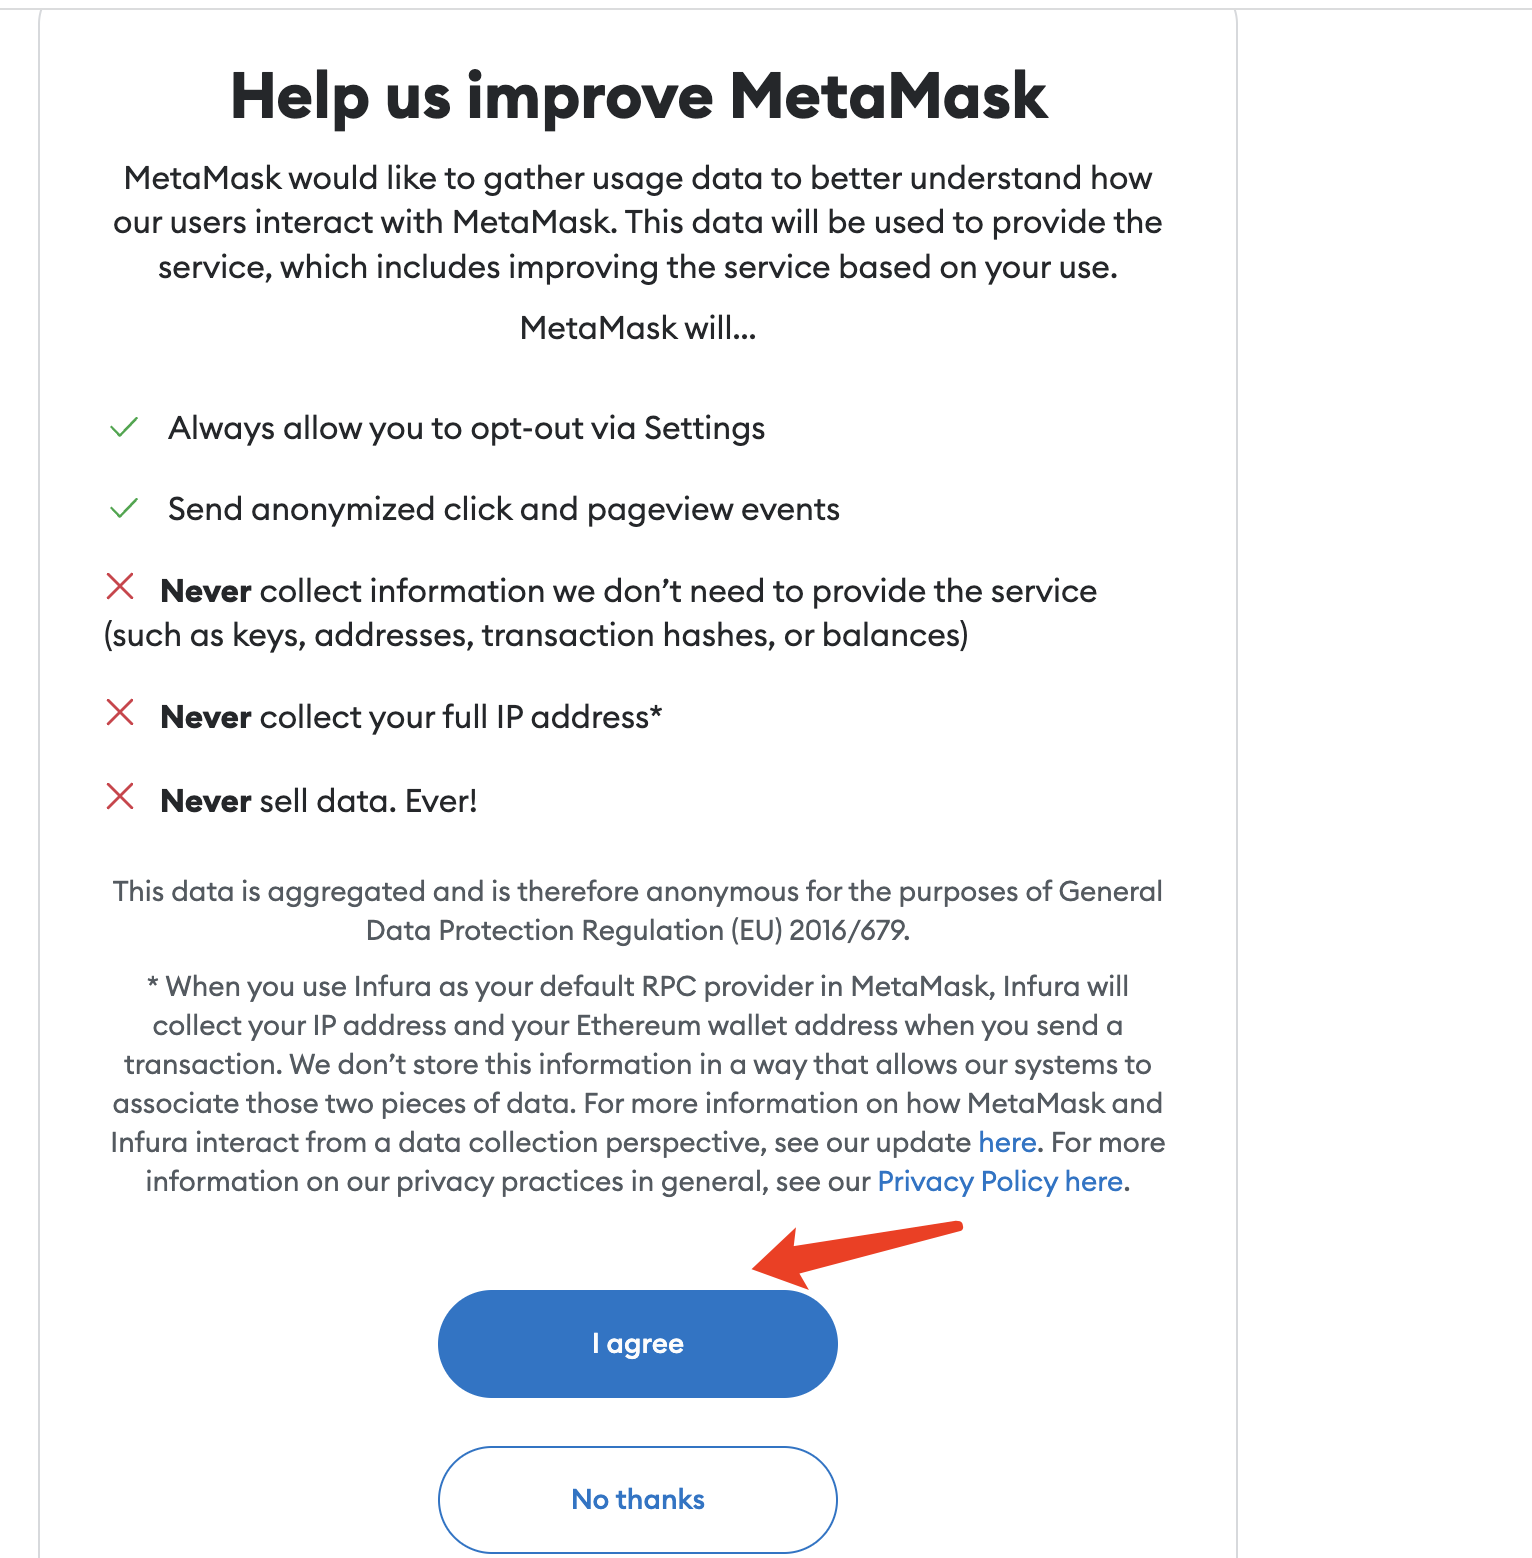 Help us improve MetaMask
MetaMask would like to gather usage data to better understand how
our users interact with MetaMask. This data will be used to provide the
service, which includes improving the service based on your use.
MetaMask will...
Always allow you to opt-out via Settings
Send anonymized click and pageview events
Never collect information we don’t need to provide the service
(such as keys, addresses, transaction hashes, or balances)
Never collect your full IP address*
Never sell data. Ever!
This data is aggregated and is therefore anonymous for the purposes of General
Data Protection Regulation (EU) 2016/679.
* When you use Infura as your default RPC provider in MetaMask, Infura will
collect your IP address and your Ethereum wallet address when you send a
transaction. We don’t store this information in a way that allows our systems to
associate those two pieces of data. For more information on how MetaMask and
Infura interact from a data collection perspective, see our update here. For more
information on our privacy practices in general, see our Privacy Policy here.
I agree
No thanks